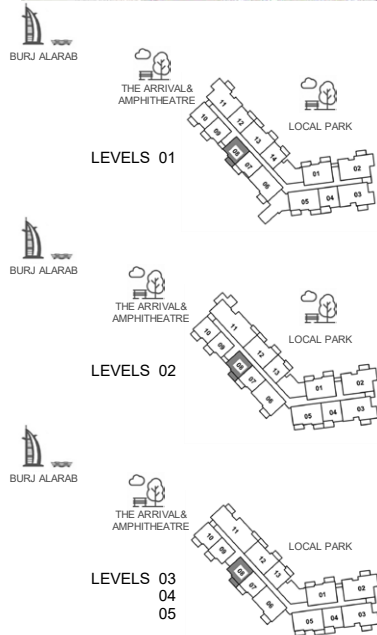 BURJ ALARAB
THE ARRIVAL&
AMPHITHEATRE
LOCAL PARK
LEVELS 01
11
10
12
09
13
08
14
07
06
01
02
05
04
03
BURJ ALARAB
THE ARRIVAL&
AMPHITHEATRE
LOCAL PARK
LEVELS 02
10
11
09
12
08
13
07
06
01
02
05
04
03
BURJ ALARAB
THE ARRIVAL&
AMPHITHEATRE
LOCAL PARK
LEVELS 03
04
05
10
11
09
12
08
13
07
06
01
02
05
04
03